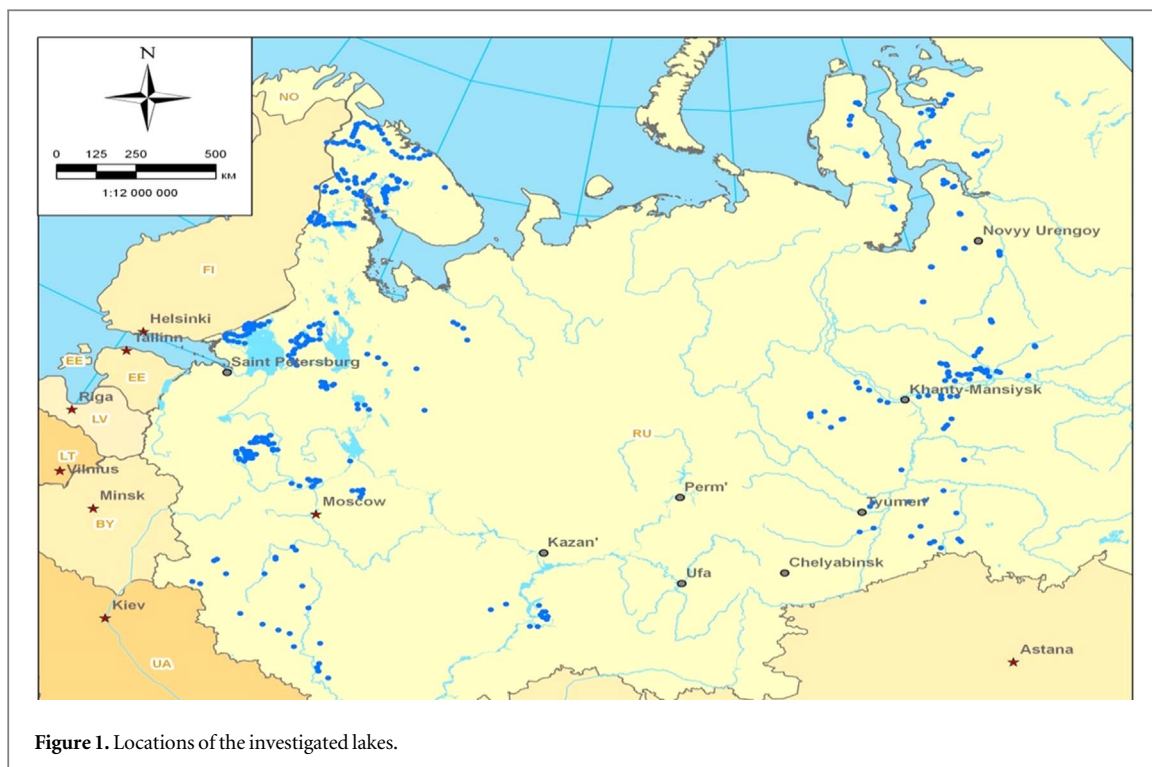 N
0 125 250 500
КМ
1:12 000 000
NO
FI
Novyy Urengoy
Helsinki
Tallinn
EE
Saint Petersburg
EE
Riga
LV
Khanty-Mansiysk
LT
Vilnius
RU
Minsk
BY
Perm'
Moscow
Tyumen'
Kazan'
Ufa
Chelyabinsk
Kiev
UA
Astana
Figure 1. Locations of the investigated lakes.